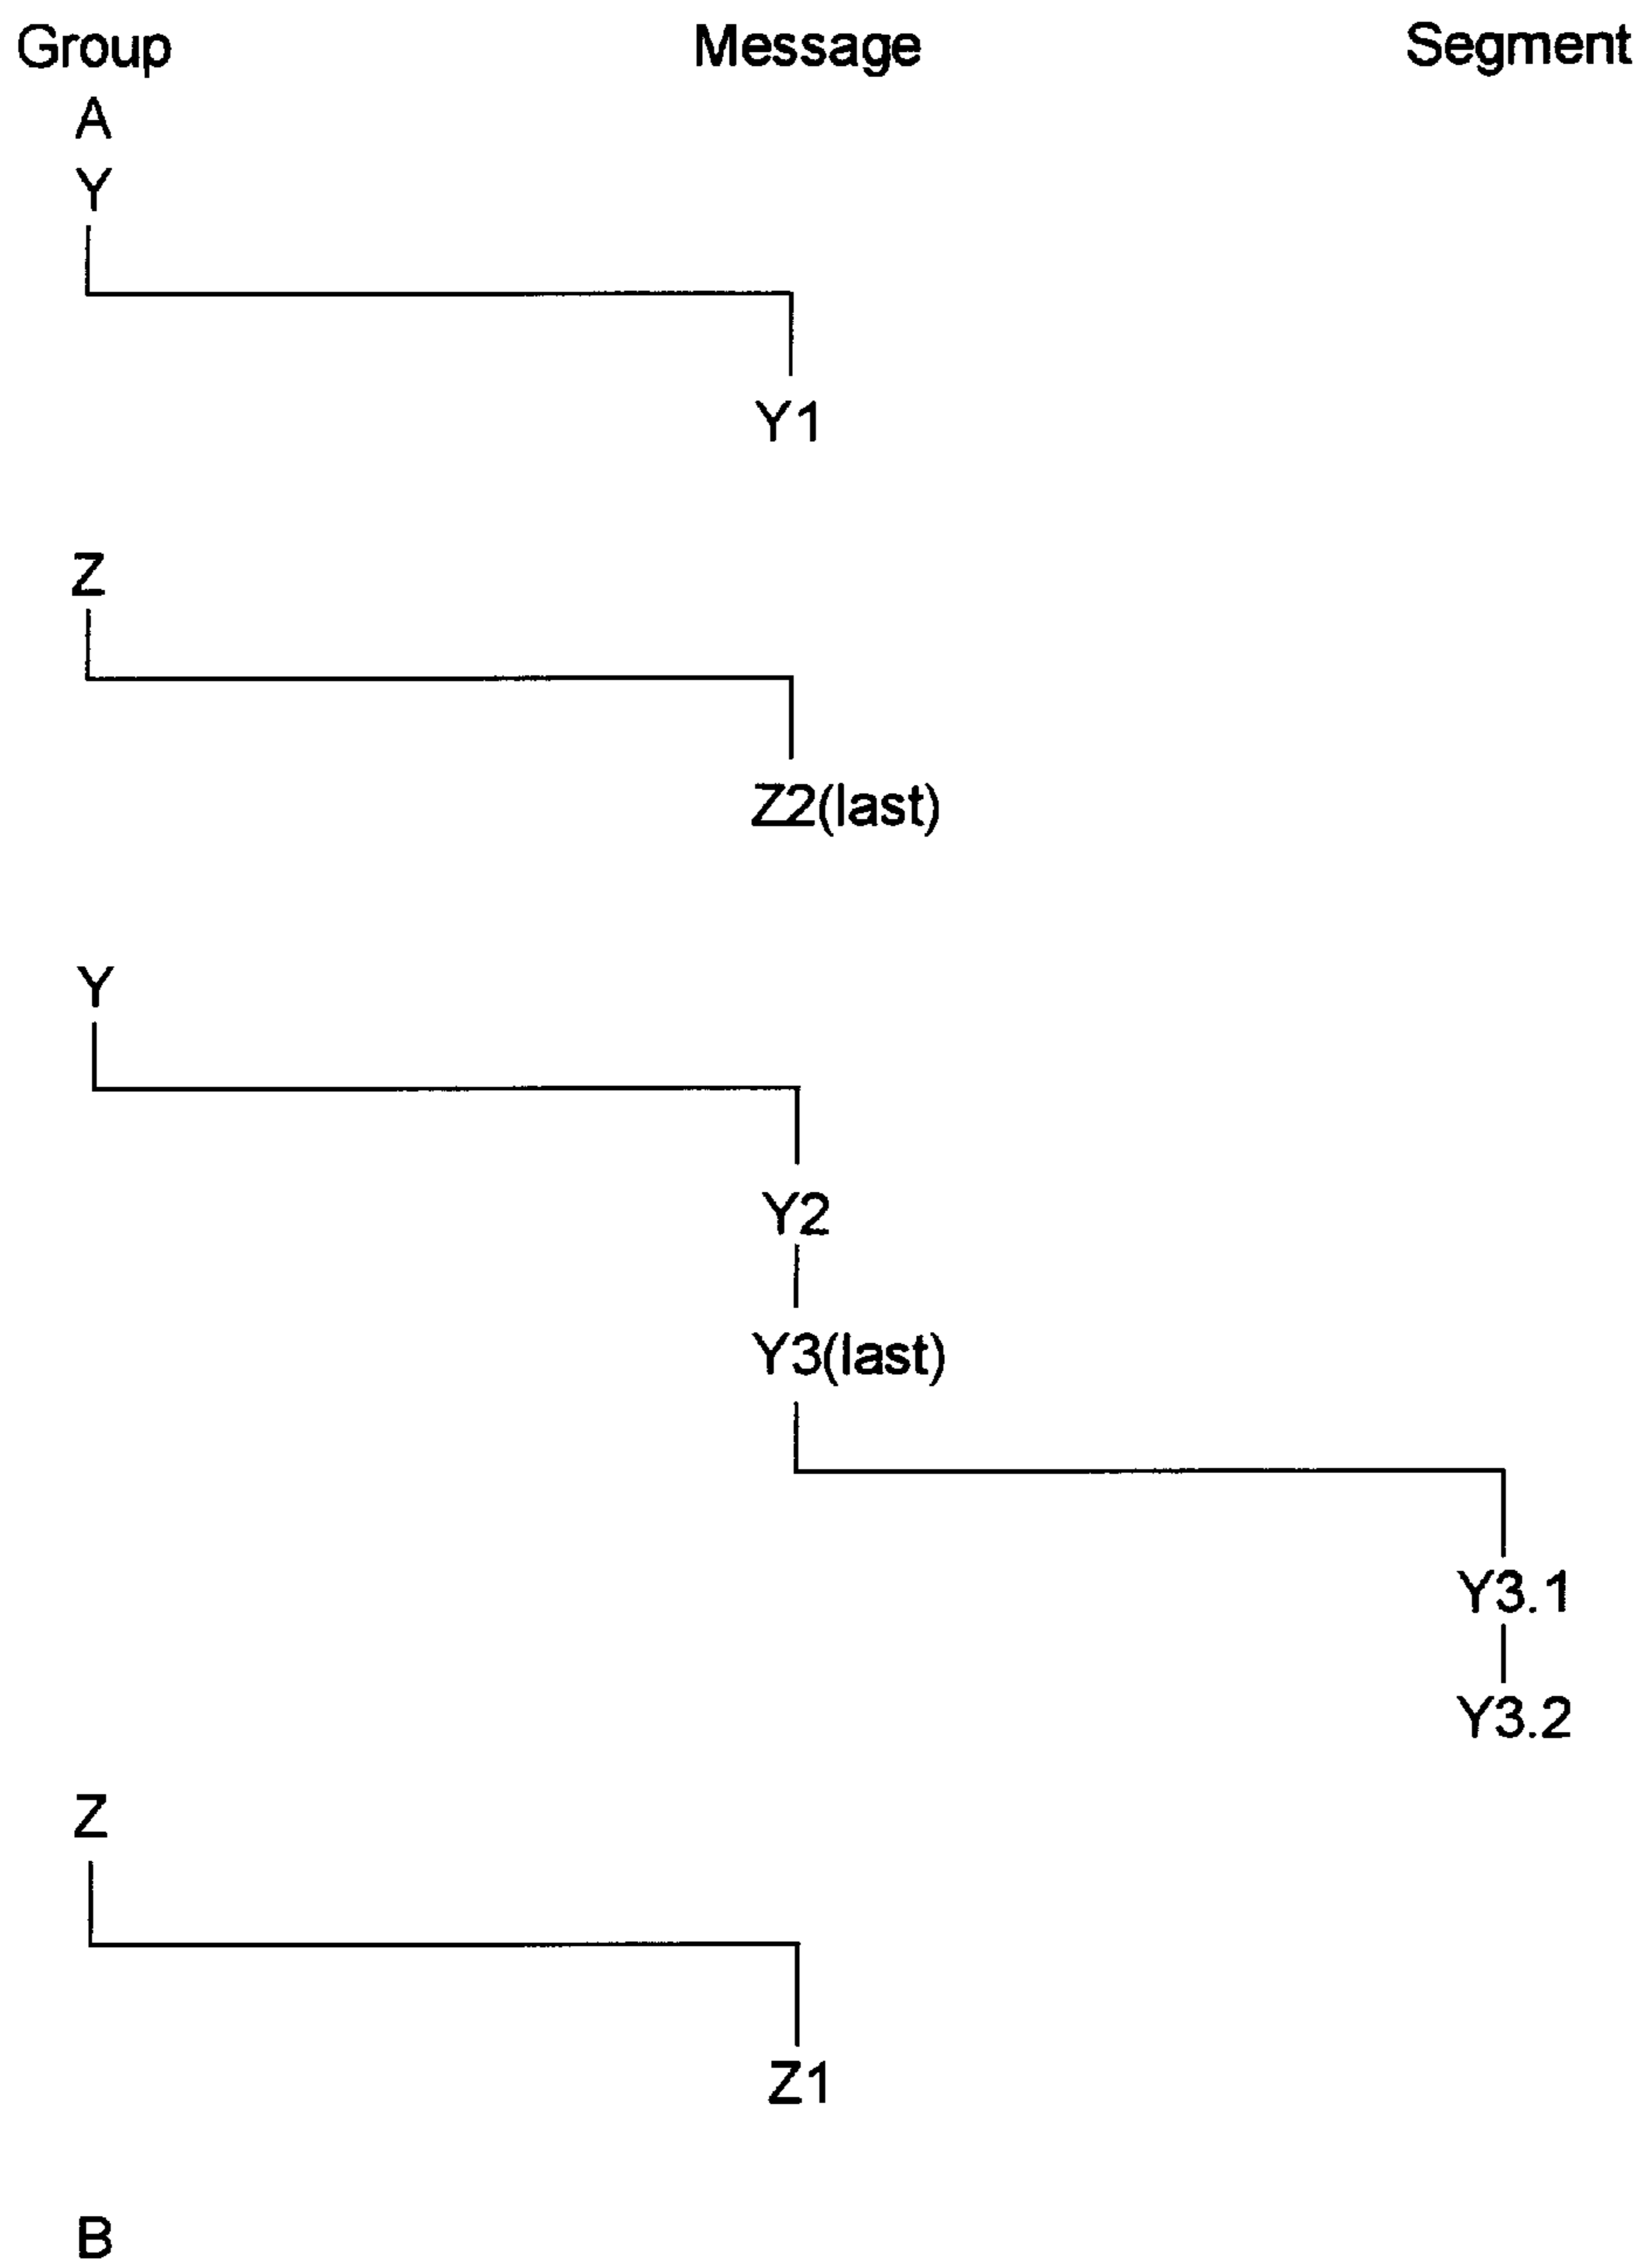 Group Message Segment
A
Y
Y1
Z
Z2(last)
Y
Y2
Y3(last)
Y3.1
Y3.2
Z
Z1
B